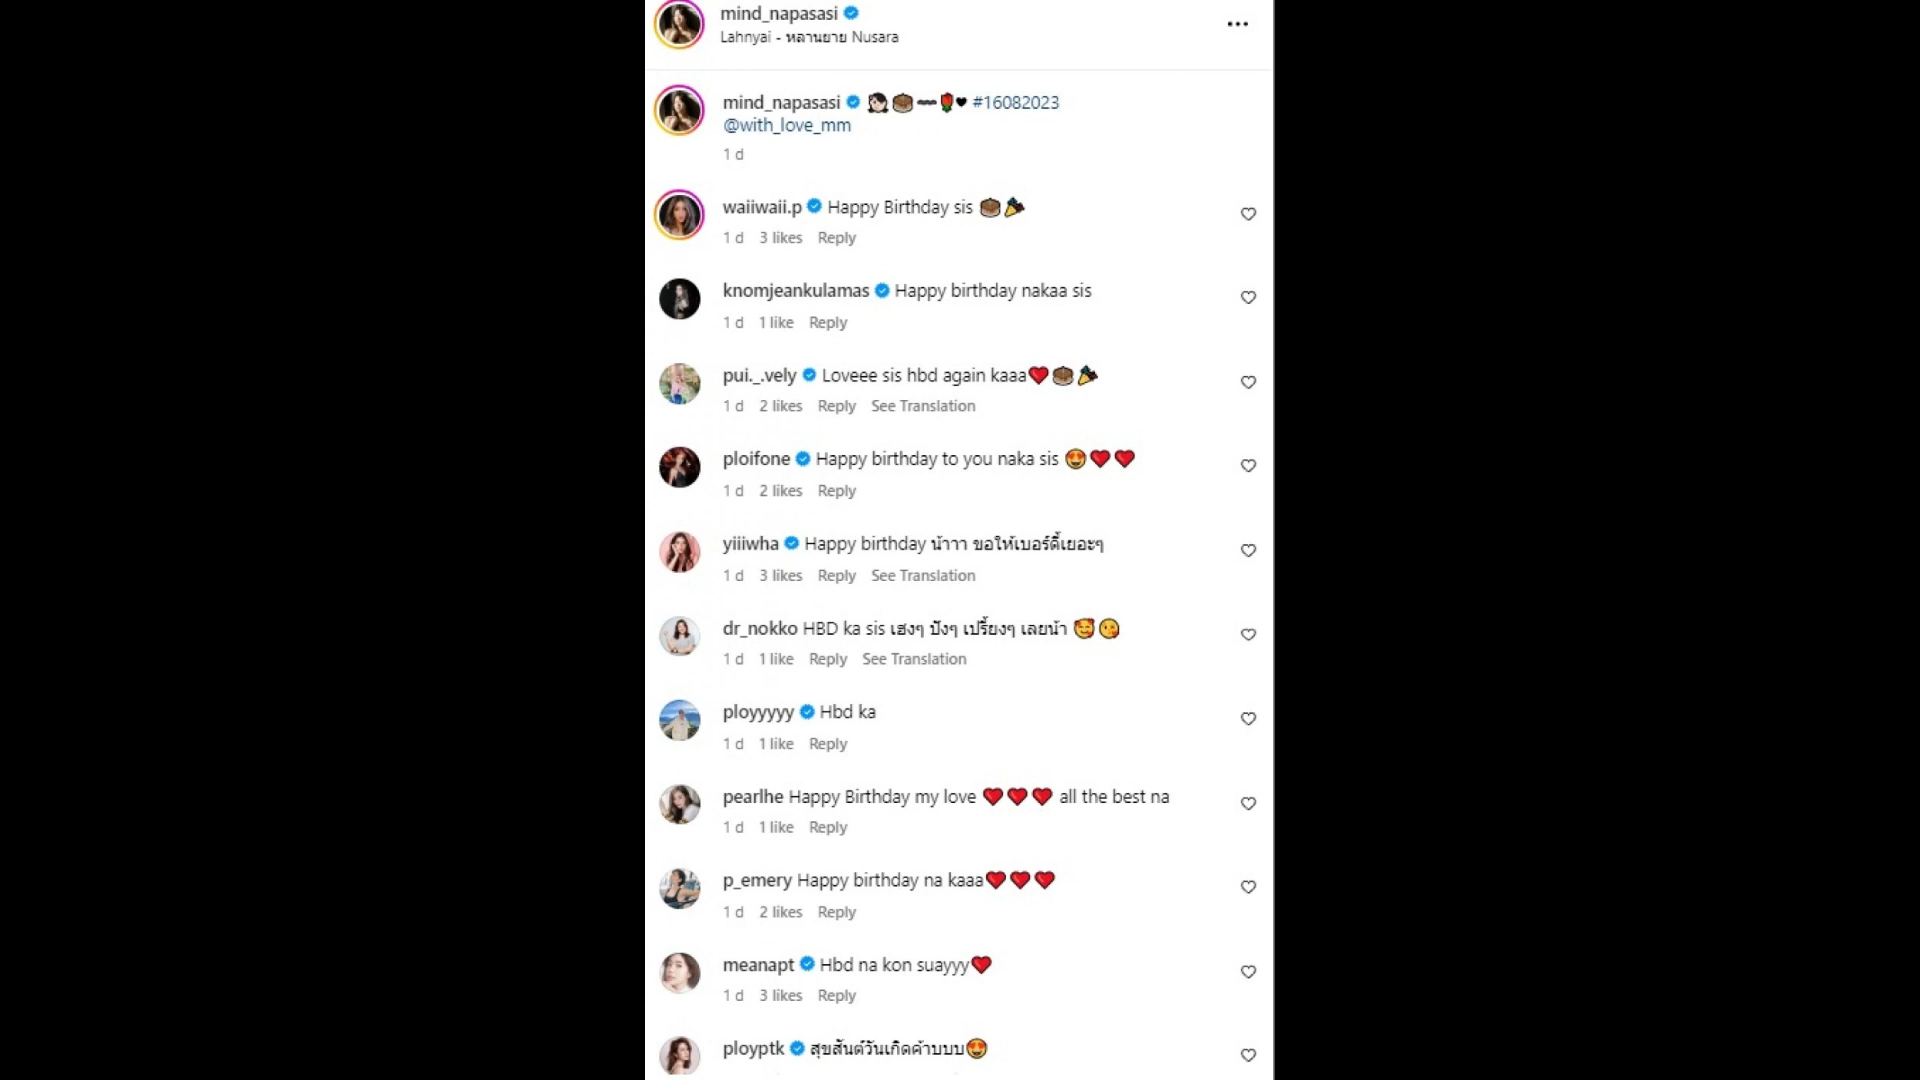 mind_napasasi
Lahnyai - หลานยาย Nusara
mind_napasasi #16082023
@with_love_mm
1 d
waiiwaii.p Happy Birthday sis
1 d 3 likes Reply
knomjeankulamas Happy birthday nakaa sis
1 d 1 like Reply
pui._.vely Loveee sis hbd again kaaa
1 d 2 likes Reply See Translation
ploifone Happy birthday to you naka sis
1 d 2 likes Reply
yiiiwha Happy birthday น้าาา ขอให้เบอร์ดี้เยอะๆ
1 d 3 likes Reply See Translation
dr_nokko HBD ka sis เฮงๆ ปังๆ เปรี้ยงๆ เลยน้า
1 d 1 like Reply See Translation
ployyyyy Hbd ka
1 d 1 like Reply
pearlhe Happy Birthday my love all the best na
1 d 1 like Reply
p_emery Happy birthday na kaaa
1 d 2 likes Reply
meanapt Hbd na kon suayyy
1 d 3 likes Reply
ployptk สุขสันต์วันเกิดค้าบบบ